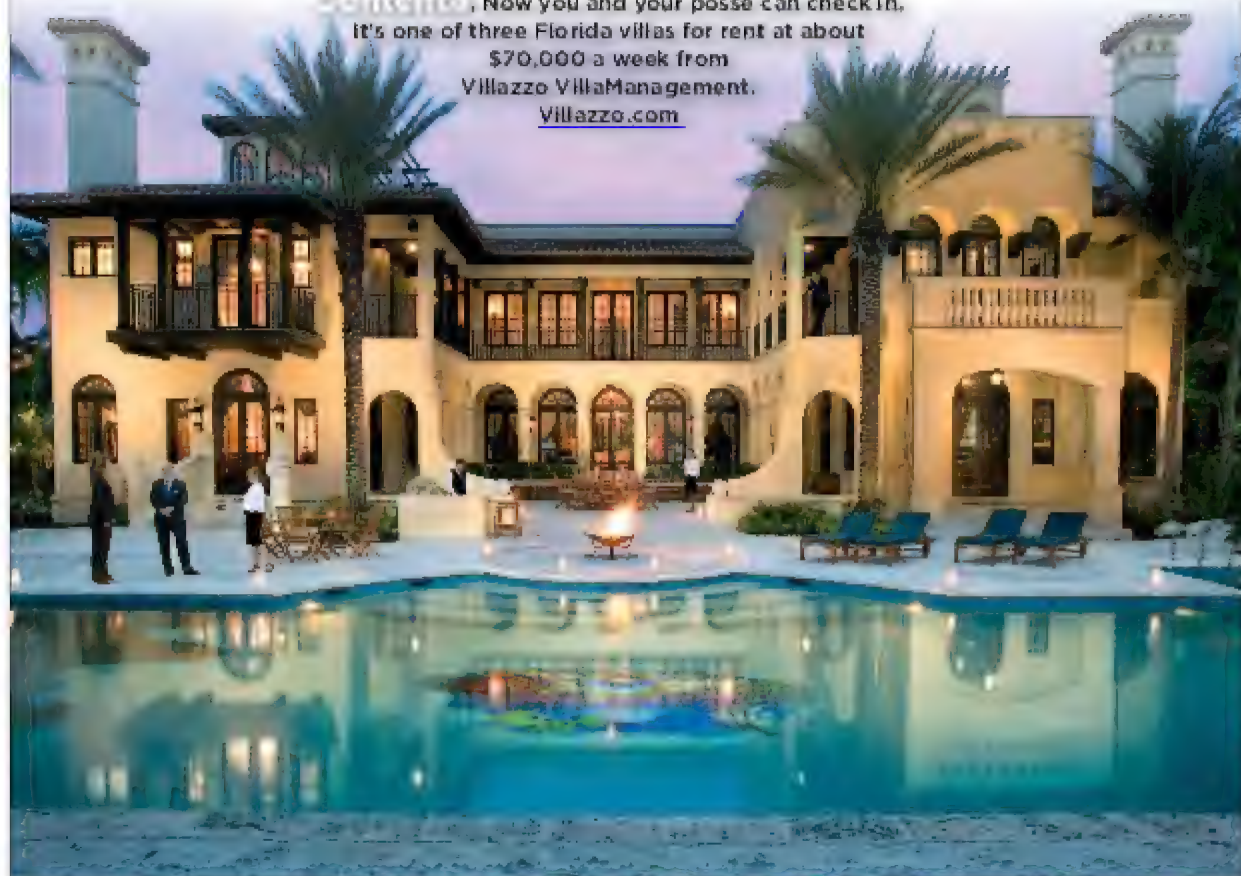 Contents. Now you and your posse can check in.
It's one of three Florida villas for rent at about
$70,000 a week from
Villazzo VillaManagement.
Villazzo.com